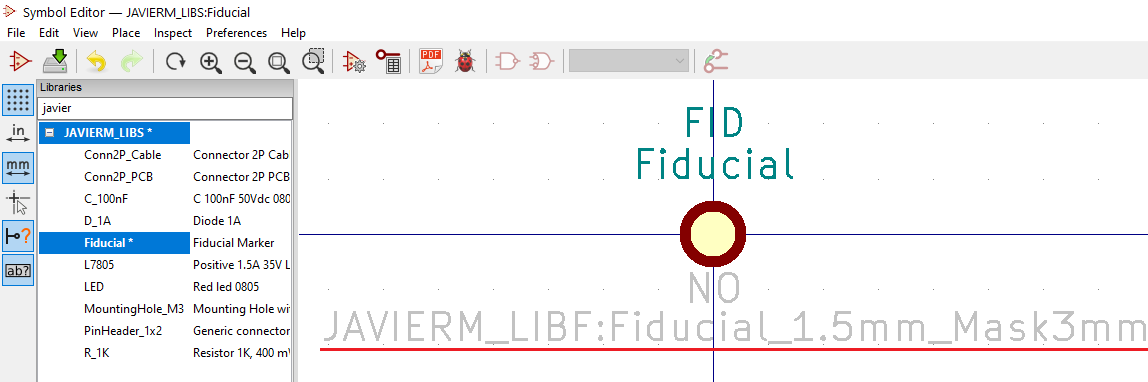 Symbol Editor — JAVIERM_LIBS:Fiducial
File Edit View Place Inspect Preferences Help
PDF
Libraries
javier
JAVIERM_LIBS *
Conn2P_Cable Connector 2P Cab
Conn2P_PCB Connector 2P PCB
C_100nF C 100nF 50Vdc 080
D_1A Diode 1A
Fiducial * Fiducial Marker
L7805 Positive 1.5A 35V L
LED Red led 0805
MountingHole_M3 Mounting Hole wi
PinHeader_1x2 Generic connector
R_1K Resistor 1K, 400 m
in
mm
?
ab?
FID
Fiducial
NO
JAVIERM_LIBF:Fiducial_1.5mm_Mask3mm